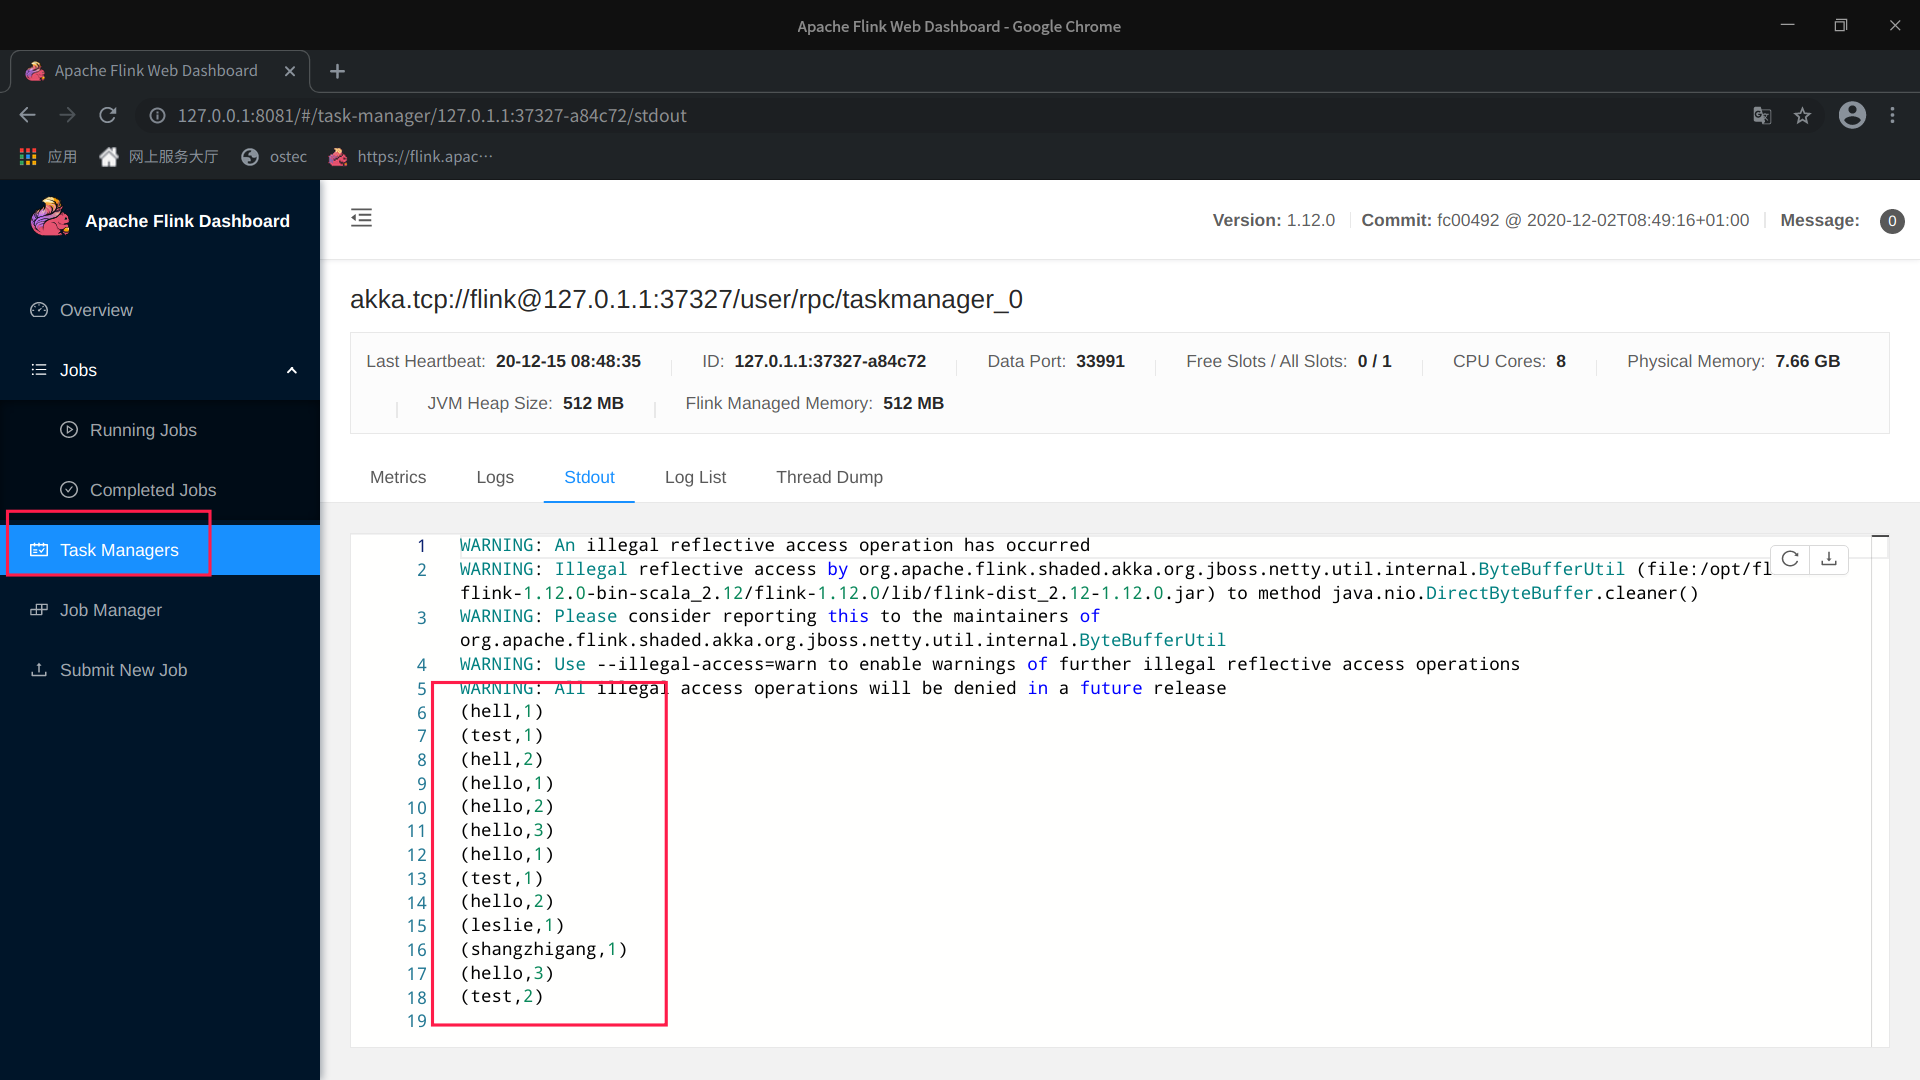 Apache Flink Web Dashboard - Google Chrome
Apache Flink Web Dashboard
127.0.0.1:8081/#/task-manager/127.0.1.1:37327-a84c72/stdout
应用 网上服务大厅 ostec https://flink.apac…
Apache Flink Dashboard
Version: 1.12.0 Commit: fc00492 @ 2020-12-02T08:49:16+01:00 Message: 0
Overview
Jobs
Running Jobs
Completed Jobs
Task Managers
Job Manager
Submit New Job
akka.tcp://flink@127.0.1.1:37327/user/rpc/taskmanager_0
Last Heartbeat: 20-12-15 08:48:35 ID: 127.0.1.1:37327-a84c72 Data Port: 33991 Free Slots / All Slots: 0 / 1 CPU Cores: 8 Physical Memory: 7.66 GB
JVM Heap Size: 512 MB Flink Managed Memory: 512 MB
Metrics Logs Stdout Log List Thread Dump
1 WARNING: An illegal reflective access operation has occurred
2 WARNING: Illegal reflective access by org.apache.flink.shaded.akka.org.jboss.netty.util.internal.ByteBufferUtil (file:/opt/fl
flink-1.12.0-bin-scala_2.12/flink-1.12.0/lib/flink-dist_2.12-1.12.0.jar) to method java.nio.DirectByteBuffer.cleaner()
3 WARNING: Please consider reporting this to the maintainers of
org.apache.flink.shaded.akka.org.jboss.netty.util.internal.ByteBufferUtil
4 WARNING: Use --illegal-access=warn to enable warnings of further illegal reflective access operations
5 WARNING: All illegal access operations will be denied in a future release
6 (hell,1)
7 (test,1)
8 (hell,2)
9 (hello,1)
10 (hello,2)
11 (hello,3)
12 (hello,1)
13 (test,1)
14 (hello,2)
15 (leslie,1)
16 (shangzhigang,1)
17 (hello,3)
18 (test,2)
19